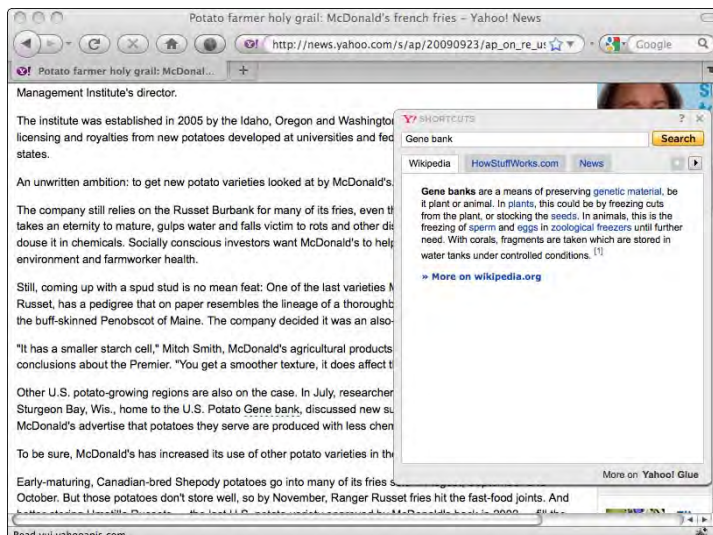 Potato farmer holy grail: McDonald's french fries – Yahoo! News
http://news.yahoo.com/s/ap/20090923/ap_on_re_us
Google
Potato farmer holy grail: McDonal...
Management Institute's director.
The institute was established in 2005 by the Idaho, Oregon and Washington
licensing and royalties from new potatoes developed at universities and fed
states.
An unwritten ambition: to get new potato varieties looked at by McDonald's.
The company still relies on the Russet Burbank for many of its fries, even th
takes an eternity to mature, gulps water and falls victim to rots and other dis
douse it in chemicals. Socially conscious investors want McDonald's to help
environment and farmworker health.
Still, coming up with a spud stud is no mean feat: One of the last varieties M
Russet, has a pedigree that on paper resembles the lineage of a thoroughb
the buff-skinned Penobscot of Maine. The company decided it was an also-
"It has a smaller starch cell," Mitch Smith, McDonald's agricultural products
conclusions about the Premier. "You get a smoother texture, it does affect t
Other U.S. potato-growing regions are also on the case. In July, researcher
Sturgeon Bay, Wis., home to the U.S. Potato Gene bank, discussed new su
McDonald's advertise that potatoes they serve are produced with less chem
To be sure, McDonald's has increased its use of other potato varieties in the
Early-maturing, Canadian-bred Shepody potatoes go into many of its fries
October. But those potatoes don't store well, so by November, Ranger Russet fries hit the fast-food joints. And
Y! SHORTCUTS
? ×
Gene bank
Search
Wikipedia
HowStuffWorks.com
News
Gene banks are a means of preserving genetic material, be
it plant or animal. In plants, this could be by freezing cuts
from the plant, or stocking the seeds. In animals, this is the
freezing of sperm and eggs in zoological freezers until further
need. With corals, fragments are taken which are stored in
water tanks under controlled conditions. [1]
» More on wikipedia.org
More on Yahoo! Glue